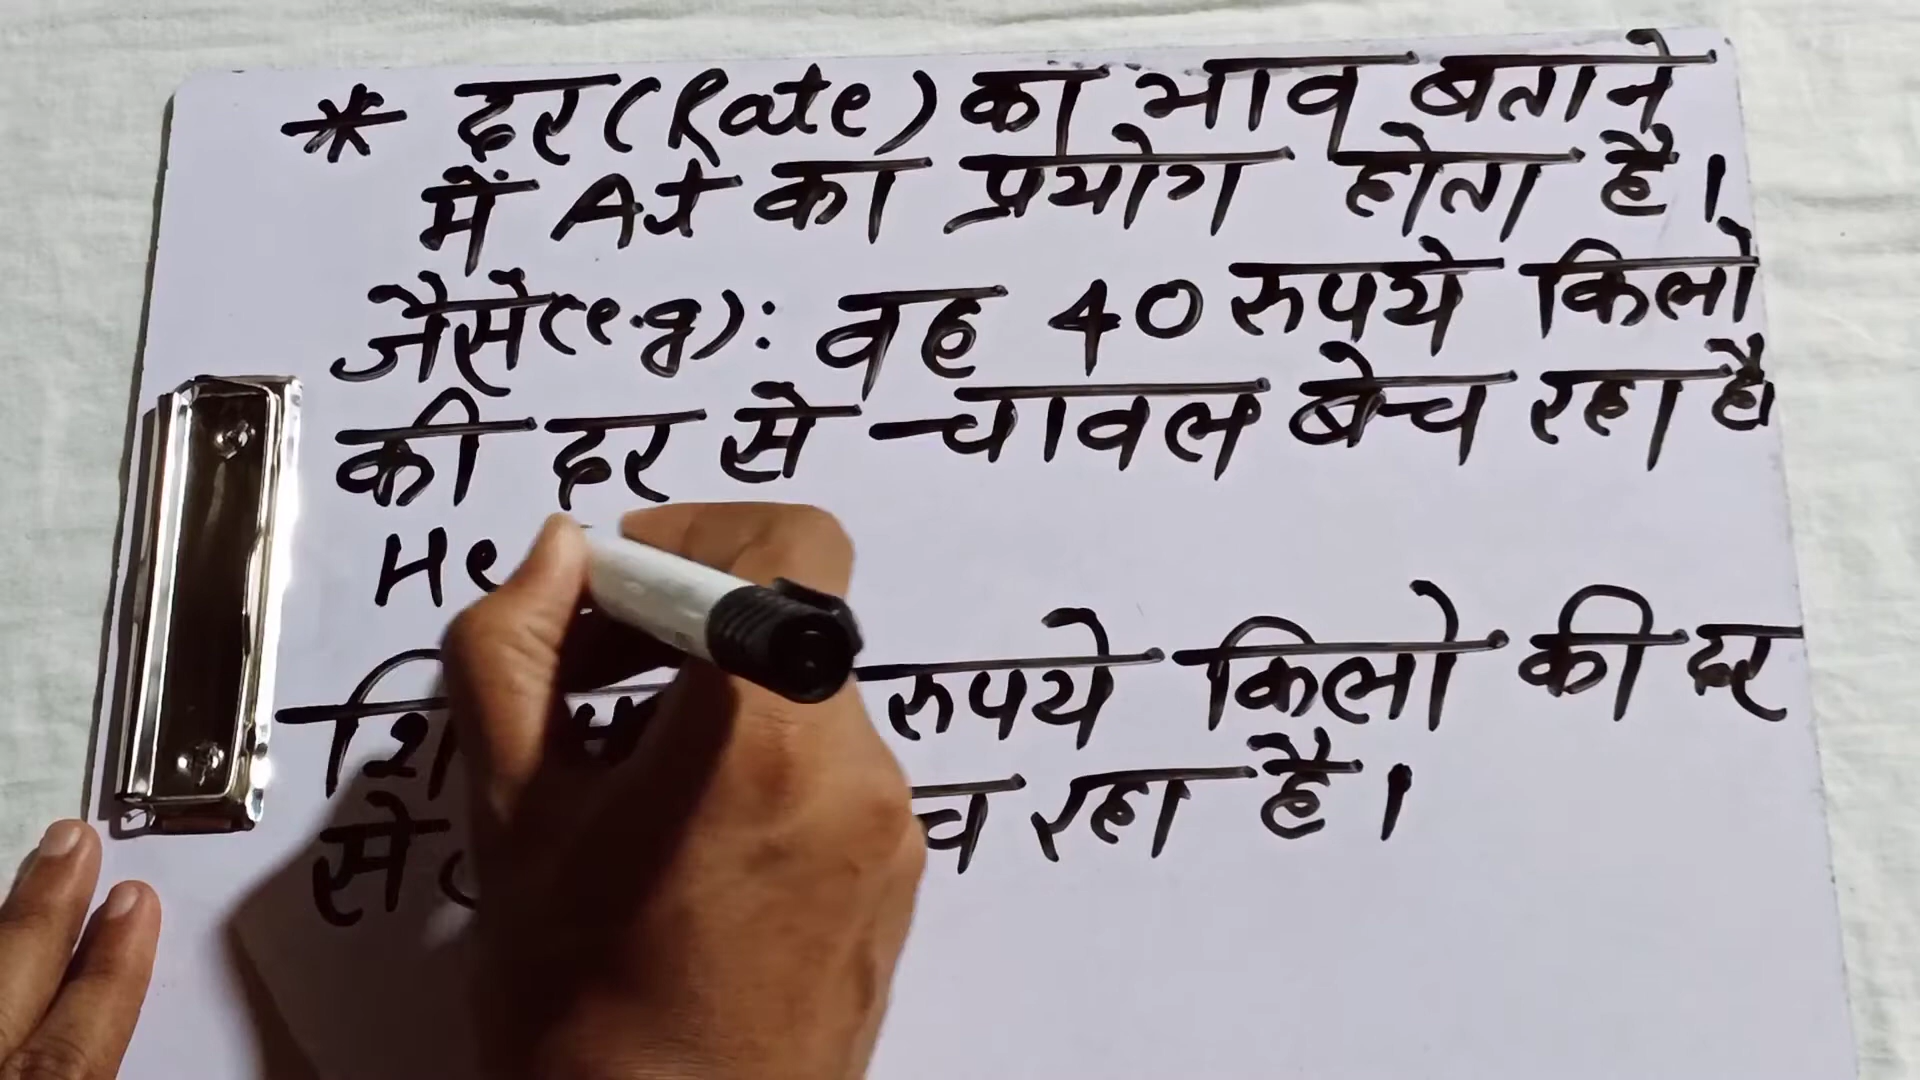 * दर (Rate) का भाव बताने
में At का प्रयोग होता है।
जैसे (e.g): वह 40 रुपये किलो
की दर से चावल बेच रहा है।
He
रुपये किलो की दर
से रहा है।